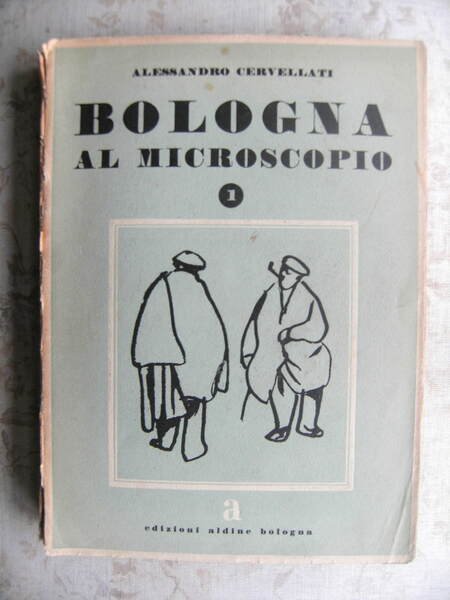 ALESSANDRO CERVELLATI
BOLOGNA
AL MICROSCOPIO
1
a
edizioni aldine bologna